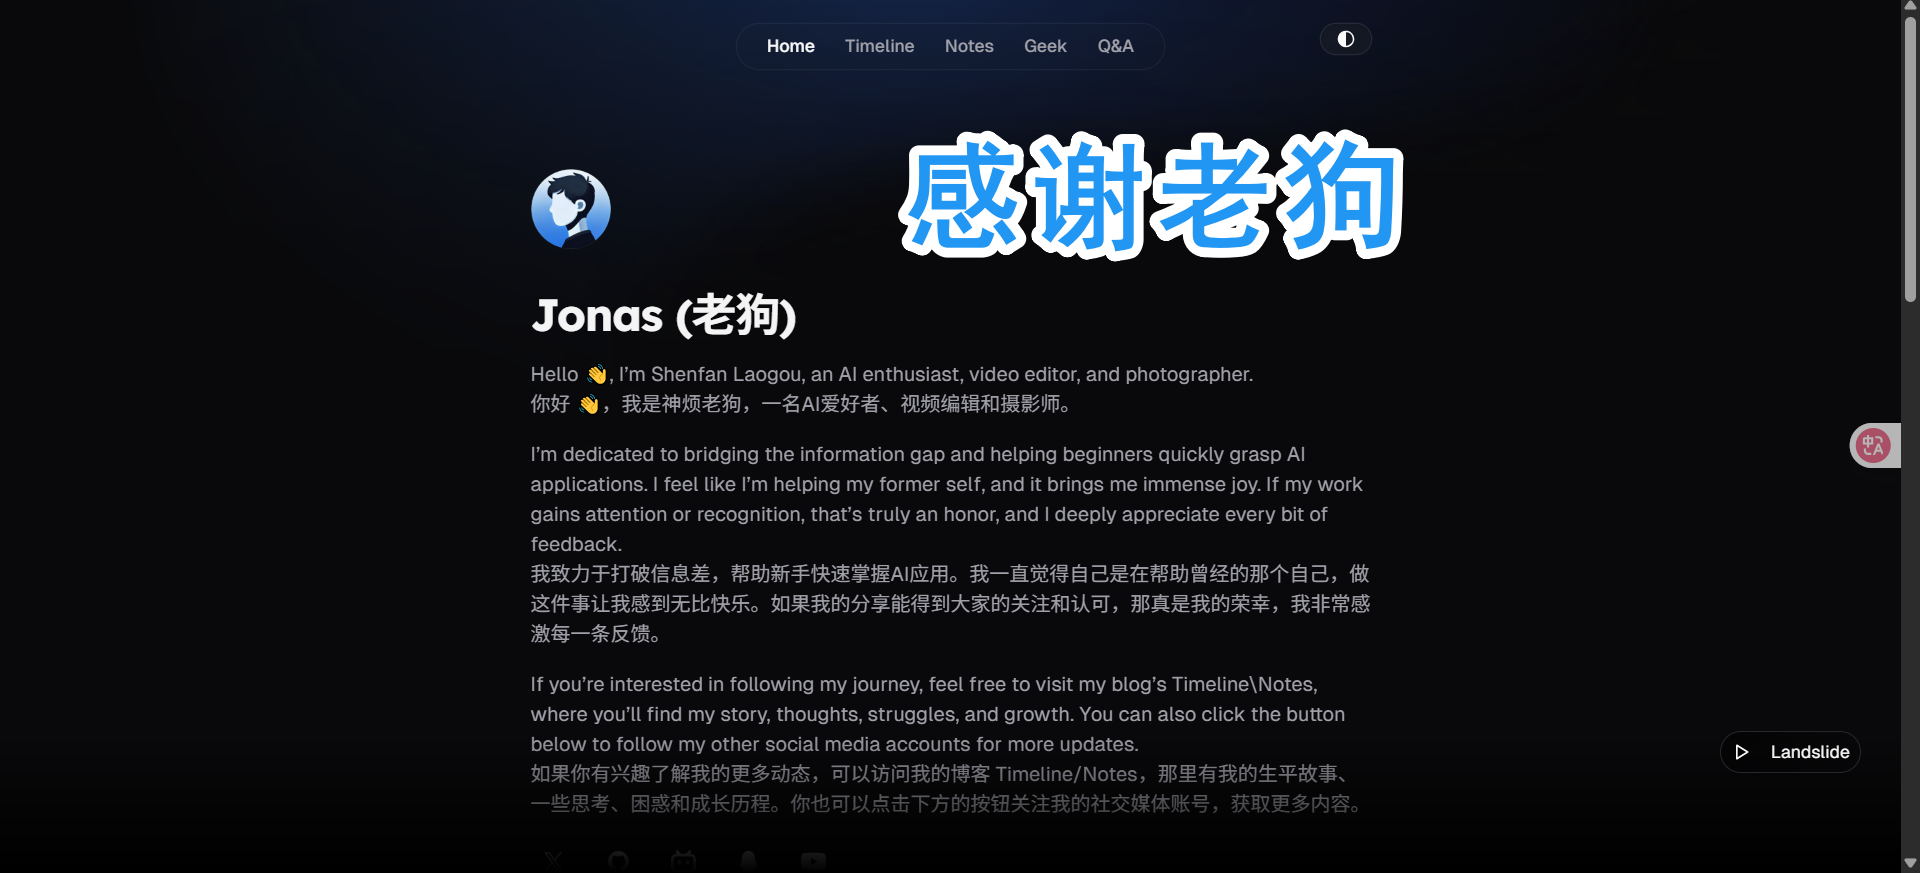 Home Timeline Notes Geek Q&A
感谢老狗
Jonas (老狗)
Hello 👋, I’m Shenfan Laogou, an AI enthusiast, video editor, and photographer.
你好 👋，我是神烦老狗，一名AI爱好者、视频编辑和摄影师。
I’m dedicated to bridging the information gap and helping beginners quickly grasp AI
applications. I feel like I’m helping my former self, and it brings me immense joy. If my work
gains attention or recognition, that’s truly an honor, and I deeply appreciate every bit of
feedback.
我致力于打破信息差，帮助新手快速掌握AI应用。我一直觉得自己是在帮助曾经的那个自己，做
这件事让我感到无比快乐。如果我的分享能得到大家的关注和认可，那真是我的荣幸，我非常感
激每一条反馈。
If you’re interested in following my journey, feel free to visit my blog’s Timeline\Notes,
where you’ll find my story, thoughts, struggles, and growth. You can also click the button
below to follow my other social media accounts for more updates.
如果你有兴趣了解我的更多动态，可以访问我的博客 Timeline/Notes，那里有我的生平故事、
一些思考、困惑和成长历程。你也可以点击下方的按钮关注我的社交媒体账号，获取更多内容。
中A
Landslide